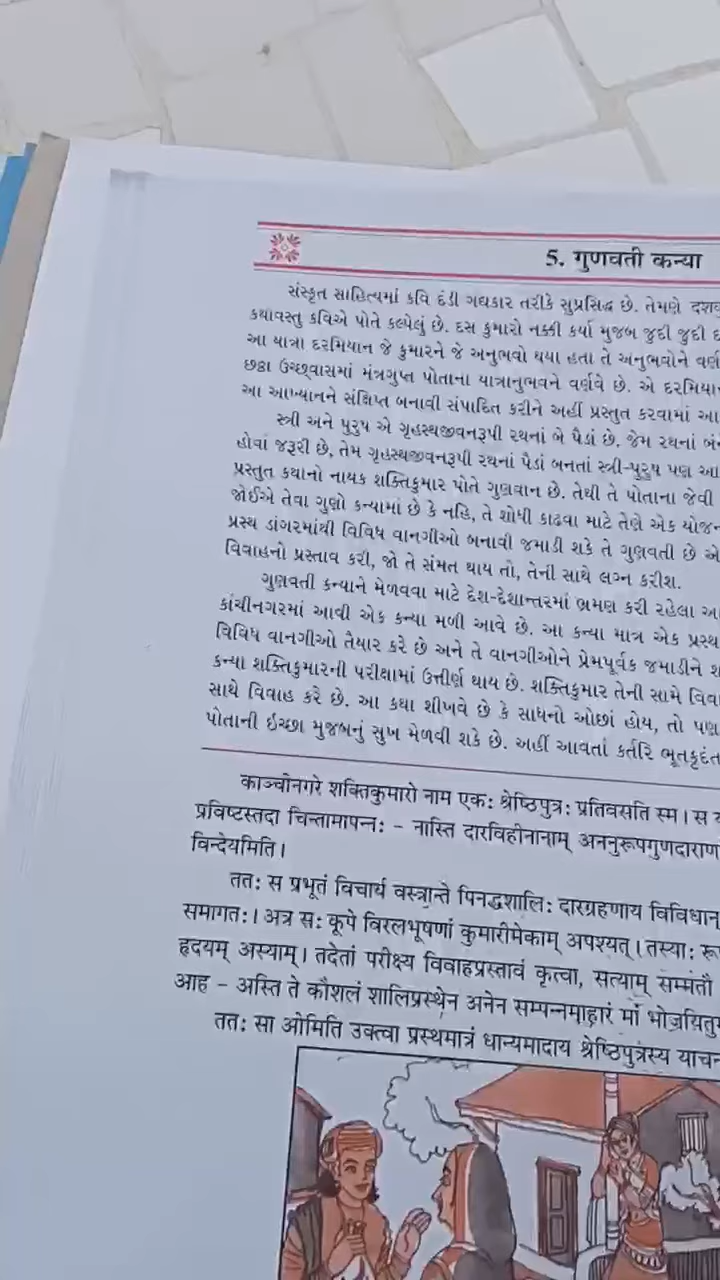 5. ગુણવતી કન્યા
સંસ્કૃત સાહિત્યમાં કવિ દંડી ગદ્યકાર તરીકે સુપ્રસિદ્ધ છે. તેમણે
કથાવસ્તુ કવિએ પોતે કલ્પેલું છે. દસ કુમારો નક્કી કર્યા મુજબ જુદી જુદી
આ યાત્રા દરમિયાન જે કુમારને જે અનુભવો થયા હતા તે અનુભવોને
છઠ્ઠા ઉચ્છ્વાસમાં મંત્રગુપ્ત પોતાના યાત્રાનુભવને વર્ણવે છે. એ
આ આખ્યાનને સંક્ષિપ્ત બનાવી સંપાદિત કરીને અહીં પ્રસ્તુત કરવામાં
સ્ત્રી અને પુરુષ એ ગૃહસ્થજીવનરૂપી રથનાં બે પૈડાં છે. જેમ રથનાં
હોવાં જરૂરી છે, તેમ ગૃહસ્થજીવનરૂપી રથનાં પૈડાં બનતાં સ્ત્રી-પુરુષ પણ
પ્રસ્તુત કથાનો નાયક શક્તિકુમાર પોતે ગુણવાન છે. તેથી તે પોતાના જેવી
જોઈએ તેવા ગુણો કન્યામાં છે કે નહિ, તે શોધી કાઢવા માટે તેણે એક
પ્રસ્થ ડાંગરમાંથી વિવિધ વાનગીઓ બનાવી જમાડી શકે તે ગુણવતી છે
વિવાહનો પ્રસ્તાવ કરી, જો તે સંમત થાય તો, તેની સાથે લગ્ન કરીશ.
ગુણવતી કન્યાને મેળવવા માટે દેશ-દેશાન્તરમાં ભ્રમણ કરી રહેલા
કાંચીનગરમાં આવી એક કન્યા મળી આવે છે. આ કન્યા માત્ર એક
વિવિધ વાનગીઓ તૈયાર કરે છે અને તે વાનગીઓને પ્રેમપૂર્વક જમાડીને
કન્યા શક્તિકુમારની પરીક્ષામાં ઉત્તીર્ણ થાય છે. શક્તિકુમાર તેની સામે
સાથે વિવાહ કરે છે. આ કથા શીખવે છે કે સાધનો ઓછાં હોય, તો પણ
પોતાની ઇચ્છા મુજબનું સુખ મેળવી શકે છે. અહીં આવતાં કર્તરિ ભૂતકૃદંત
काञ्चीनगरे शक्तिकुमारो नाम एकः श्रेष्ठिपुत्रः प्रतिवसति स्म। स
प्रविष्टस्तदा चिन्तामापन्नः – नास्ति दारविहीनानाम् अननुरूपगुणदाराण
विन्देयमिति।
ततः स प्रभूतं विचार्य वस्त्रान्ते पिनद्धशालिः दारग्रहणाय विविधान्
समागतः। अत्र सः कूपे विरलभूषणां कुमारीमेकाम् अपश्यत्। तस्याः
हृदयम् अस्याम्। तदेतां परीक्ष्य विवाहप्रस्तावं कृत्वा, सत्याम् सम्मतौ
आह – अस्ति ते कौशलं शालिप्रस्थेन अनेन सम्पन्नमाहारं मां
ततः सा ओमिति उक्त्वा प्रस्थमात्रं धान्यमादाय श्रेष्ठिपुत्रस्य